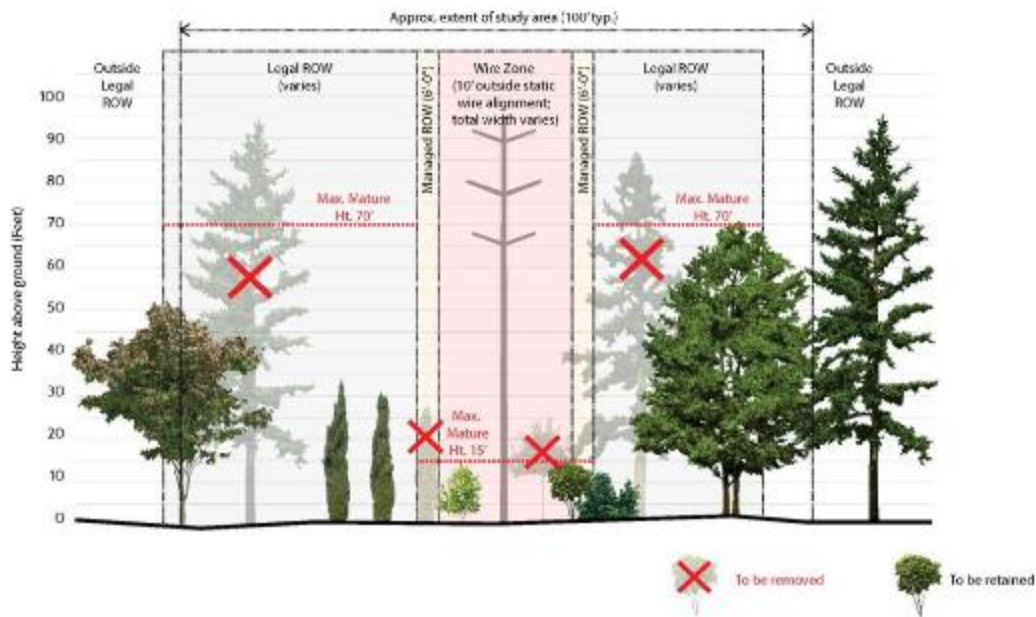 Approx. extent of study area (100' typ.)
Outside
Legal
ROW
Legal ROW
(varies)
Managed ROW (6'-0")
Wire Zone
(10' outside static
wire alignment;
total width varies)
Managed ROW (6'-0")
Legal ROW
(varies)
Outside
Legal
ROW
Height above ground (Feet)
100
90
80
70
60
50
40
30
20
10
0
Max. Mature
Ht. 70'
Max. Mature
Ht. 70'
Max.
Mature
Ht. 15'
To be removed
To be retained